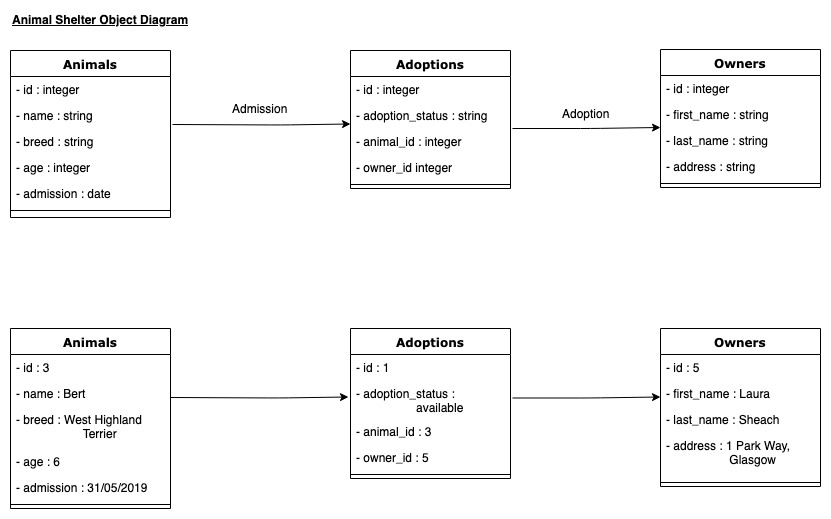 Animal Shelter Object Diagram
Animals
- id : integer
- name : string
- breed : string
- age : integer
- admission : date
Admission
Adoptions
- id : integer
- adoption_status : string
- animal_id : integer
- owner_id integer
Adoption
Owners
- id : integer
- first_name : string
- last_name : string
- address : string
Animals
- id : 3
- name : Bert
- breed : West Highland
Terrier
- age : 6
- admission : 31/05/2019
Adoptions
- id : 1
- adoption_status :
available
- animal_id : 3
- owner_id : 5
Owners
- id : 5
- first_name : Laura
- last_name : Sheach
- address : 1 Park Way,
Glasgow